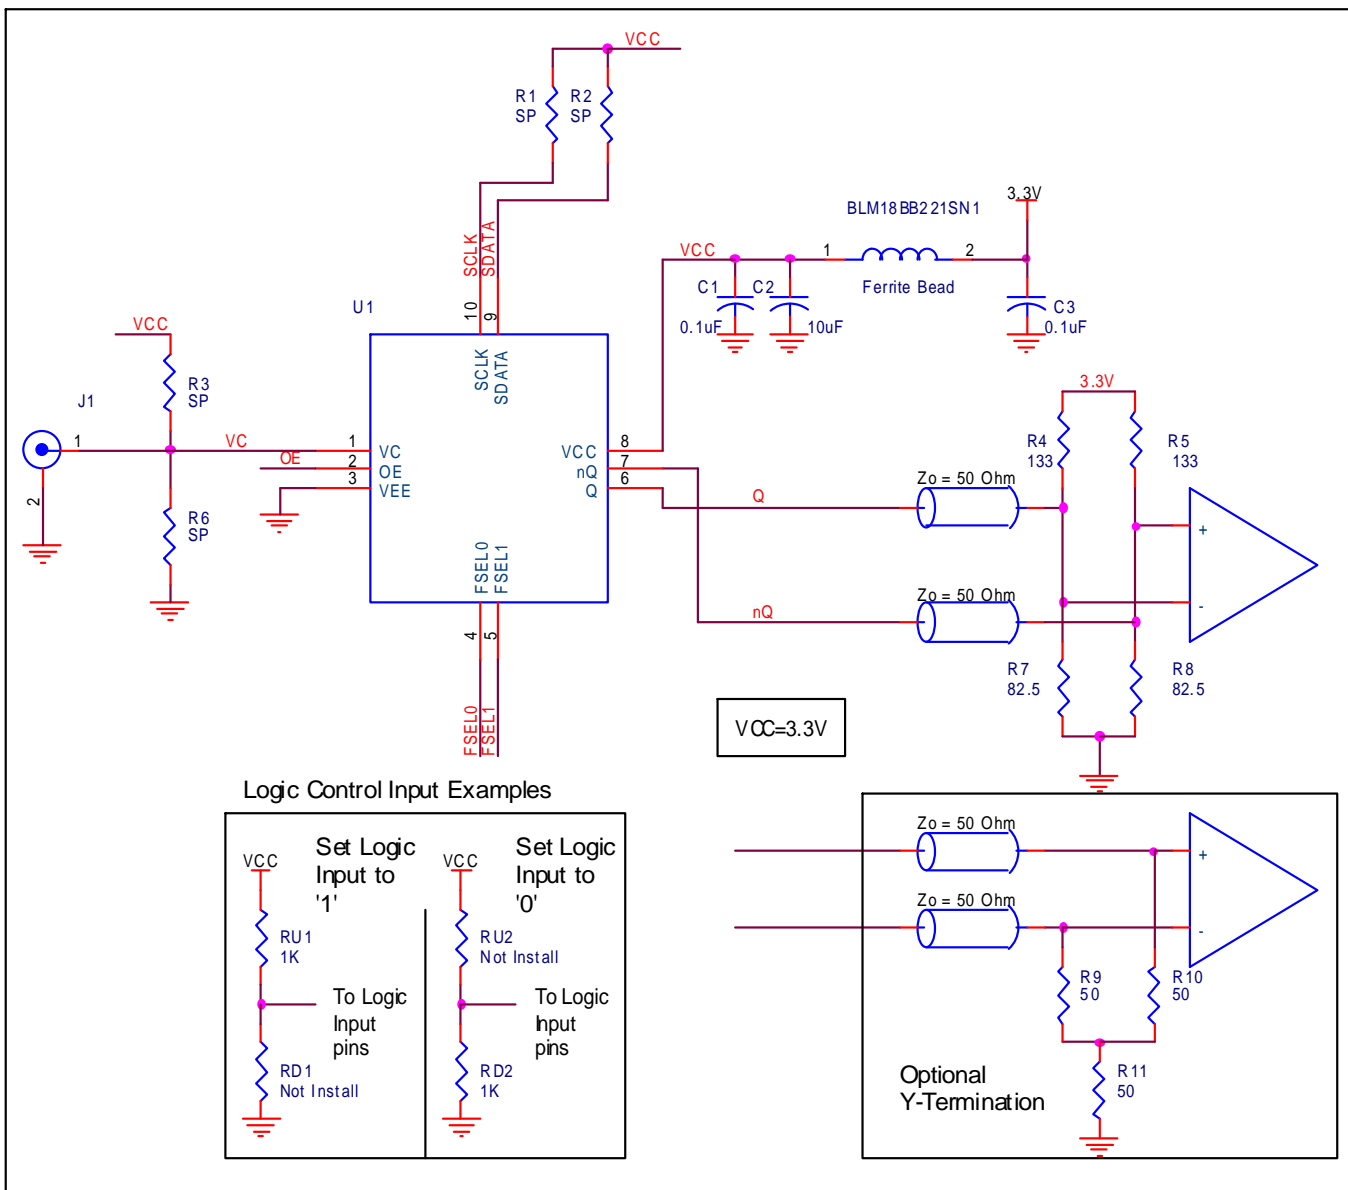 VCC
R1
SP
R2
SP
3.3V
BLM18BB221SN1
SCLK
SDATA
VCC
1
2
C1
0.1uF
C2
10uF
Ferrite Bead
C3
0.1uF
U1
10
9
SCLK
SDATA
VCC
R3
SP
J1
1
2
VC
OE
1
2
3
VC
OE
VEE
R6
SP
VCC
nQ
Q
8
7
6
FSEL0
FSEL1
4
5
FSEL0
FSEL1
3.3V
R4
133
R5
133
Zo = 50 Ohm
Q
+
-
Zo = 50 Ohm
nQ
R7
82.5
R8
82.5
VCC=3.3V
Logic Control Input Examples
VCC
Set Logic
Input to
'1'
RU1
1K
To Logic
Input
pins
RD1
Not Install
VCC
Set Logic
Input to
'0'
RU2
Not Install
To Logic
Input
pins
RD2
1K
Zo = 50 Ohm
+
Zo = 50 Ohm
-
R9
50
R10
50
R11
50
Optional
Y-Termination